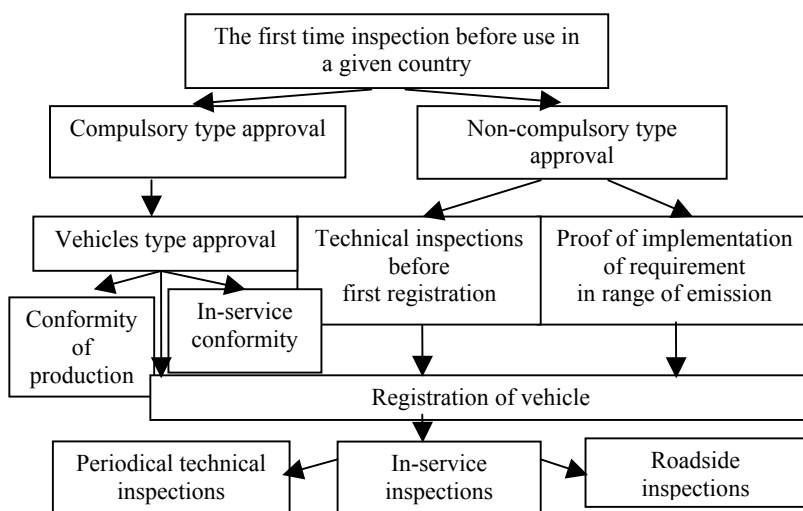 The first time inspection before use in
a given country
Compulsory type approval
Non-compulsory type
approval
Vehicles type approval
Technical inspections
before
first registration
Proof of implementation
of requirement
in range of emission
Conformity
of
production
In-service
conformity
Registration of vehicle
Periodical technical
inspections
In-service
inspections
Roadside
inspections